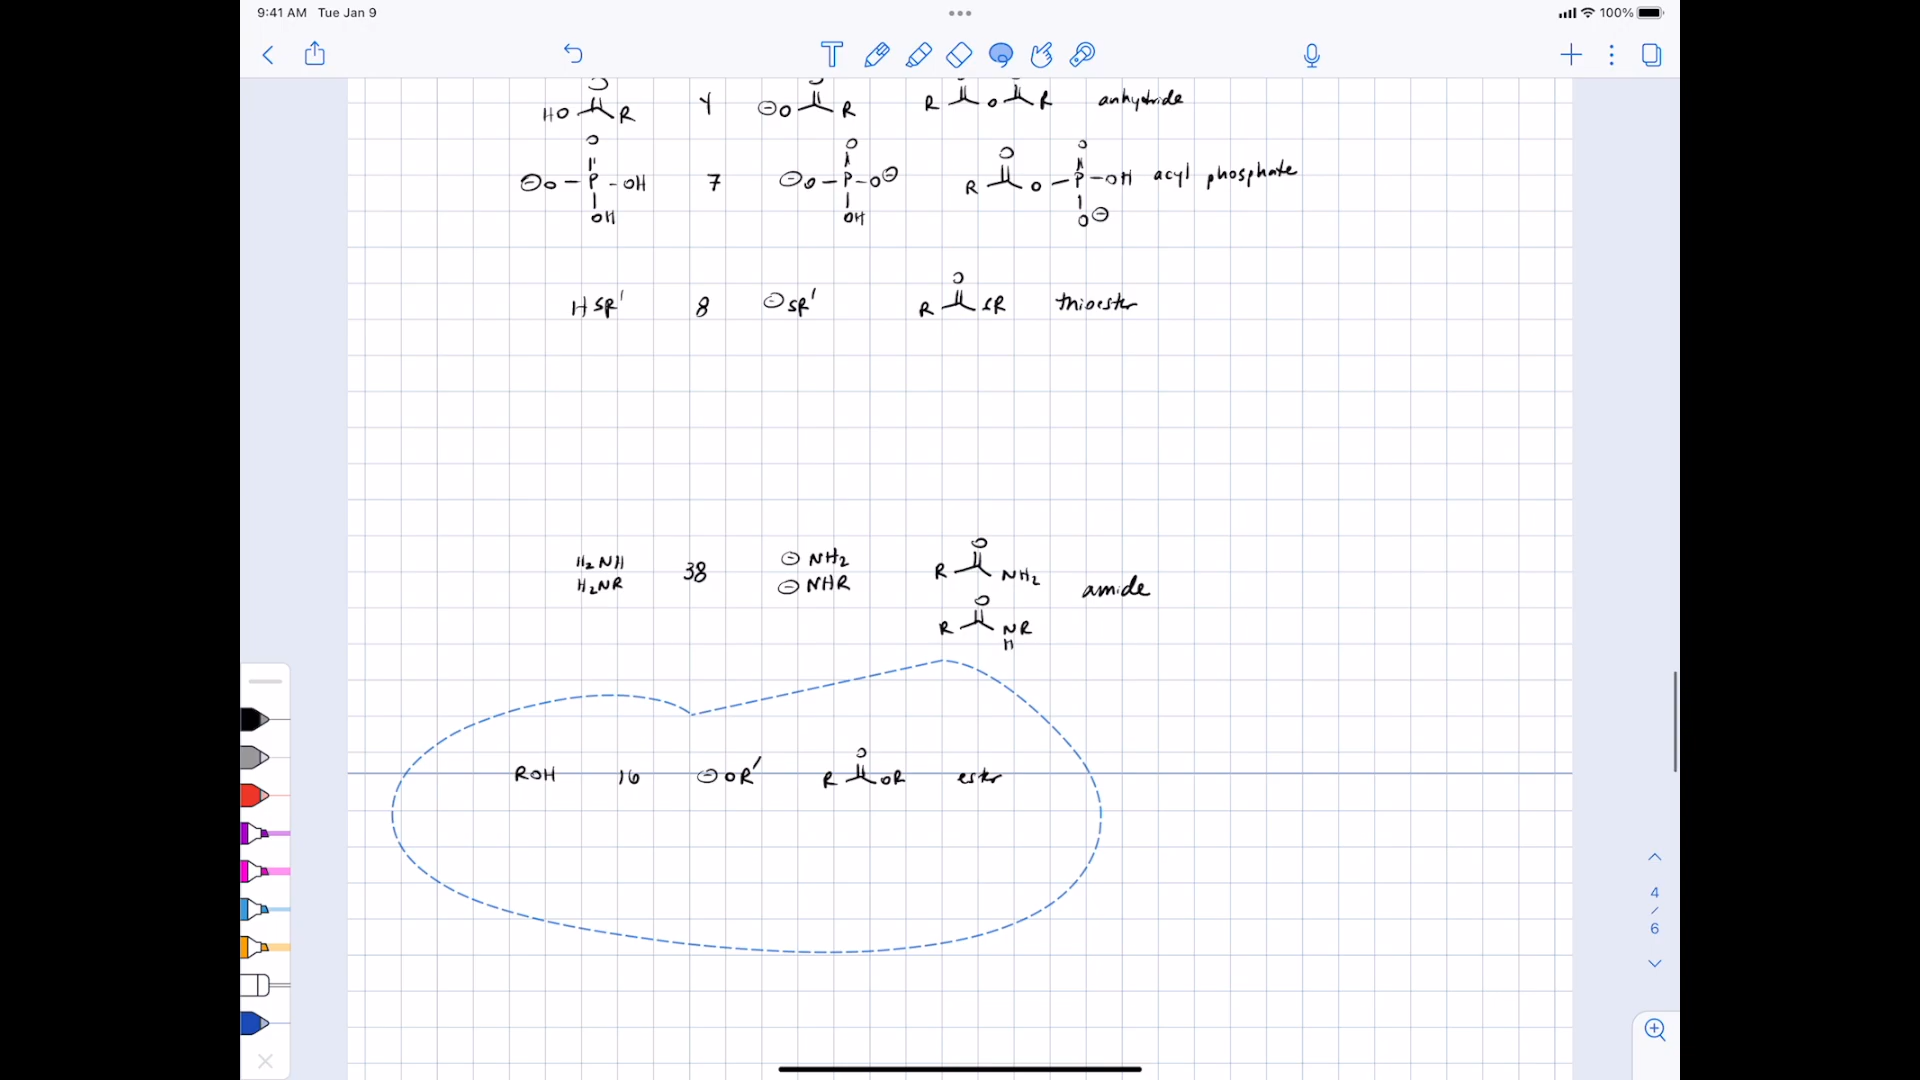 9:41 AM Tue Jan 9
100%
O O O O
HO R 4 ⊖O R R O R anhydride
O O O O
⊖O – P – OH 7 ⊖O – P – O⊖ R O – P – OH acyl phosphate
OH OH O⊖
O
HSR' 8 ⊖SR' R SR thioester
O
H2NH ⊖NH2 R NH2
H2NR 38 ⊖NHR amide
O
R NR
H
O
ROH 16 ⊖OR' R OR ester
4
/
6